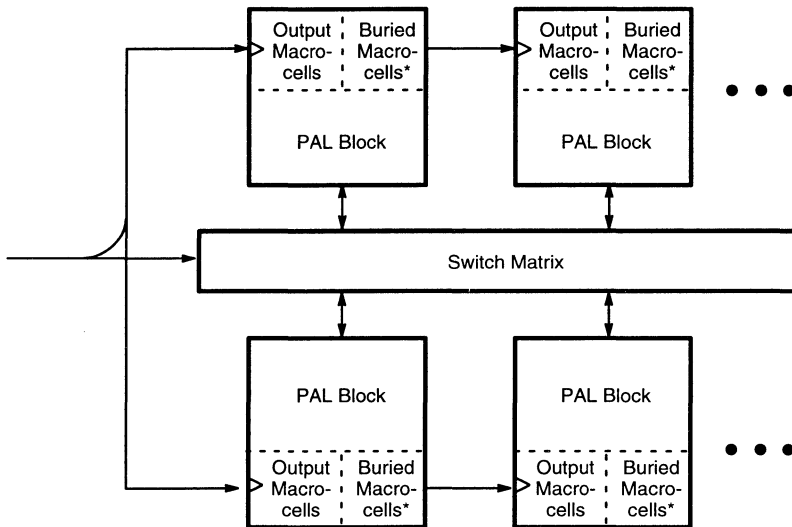 Output
Macro-
cells
Buried
Macro-
cells*
PAL Block
Output
Macro-
cells
Buried
Macro-
cells*
PAL Block
Switch Matrix
PAL Block
Output
Macro-
cells
Buried
Macro-
cells*
PAL Block
Output
Macro-
cells
Buried
Macro-
cells*